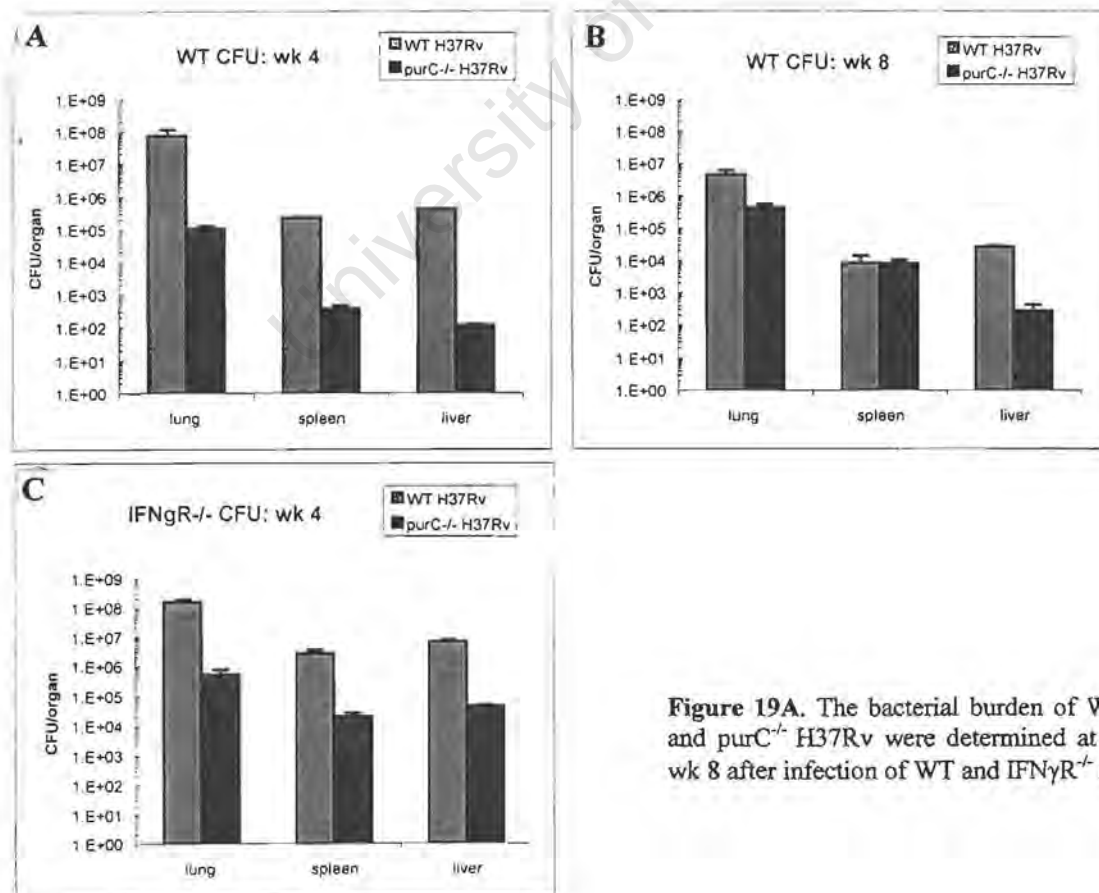 University of
A
WT CFU: wk 4
WT H37Rv
purC-/- H37Rv
CFU/organ
1.E+09
1.E+08
1.E+07
1.E+06
1.E+05
1.E+04
1.E+03
1.E+02
1.E+01
1.E+00
lung
spleen
liver
B
WT CFU: wk 8
WT H37Rv
purC-/- H37Rv
CFU/organ
1.E+09
1.E+08
1.E+07
1.E+06
1.E+05
1.E+04
1.E+03
1.E+02
1.E+01
1.E+00
lung
spleen
liver
C
IFNgR-/- CFU: wk 4
WT H37Rv
purC-/- H37Rv
CFU/organ
1.E+09
1.E+08
1.E+07
1.E+06
1.E+05
1.E+04
1.E+03
1.E+02
1.E+01
1.E+00
lung
spleen
liver
Figure 19A. The bacterial burden of
and purC-/- H37Rv were determined at
wk 8 after infection of WT and IFNγR-/-